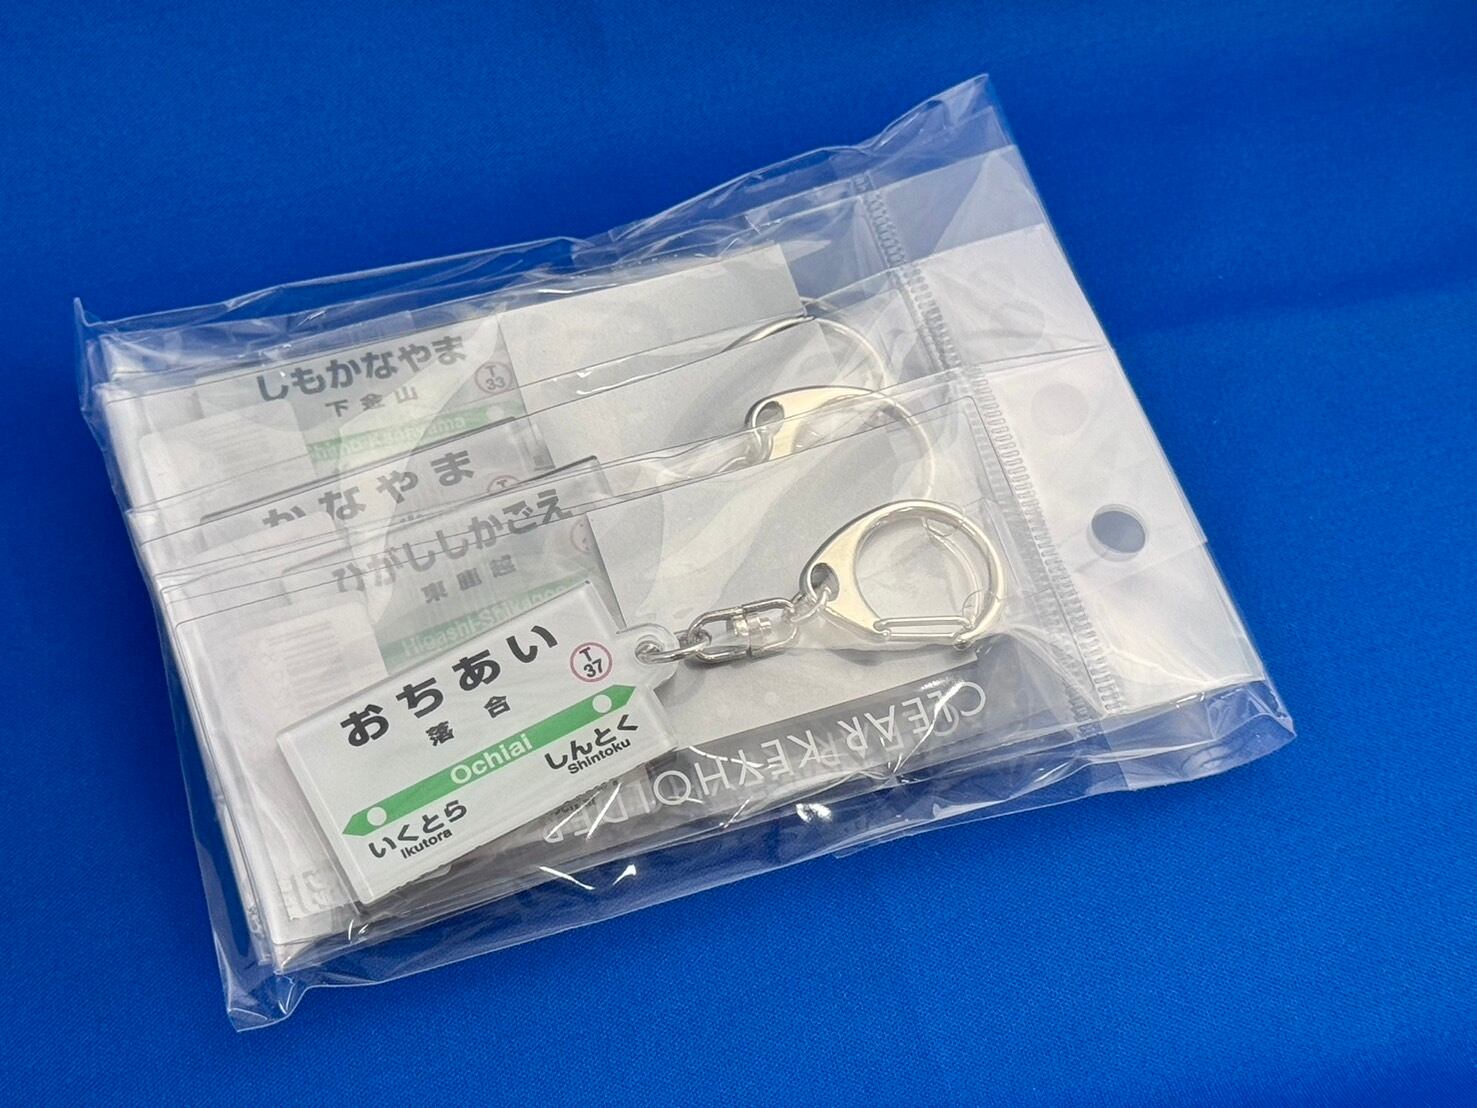 しもかなやま
下金山
T
33
かなやま
T
ひがししかごえ
東鹿越
Higashi-Shikagoe
おちあい
落合
T
37
Ochiai
しんとく
Shintoku
いくとら
Ikutora
CLEAR KEYHOLDER